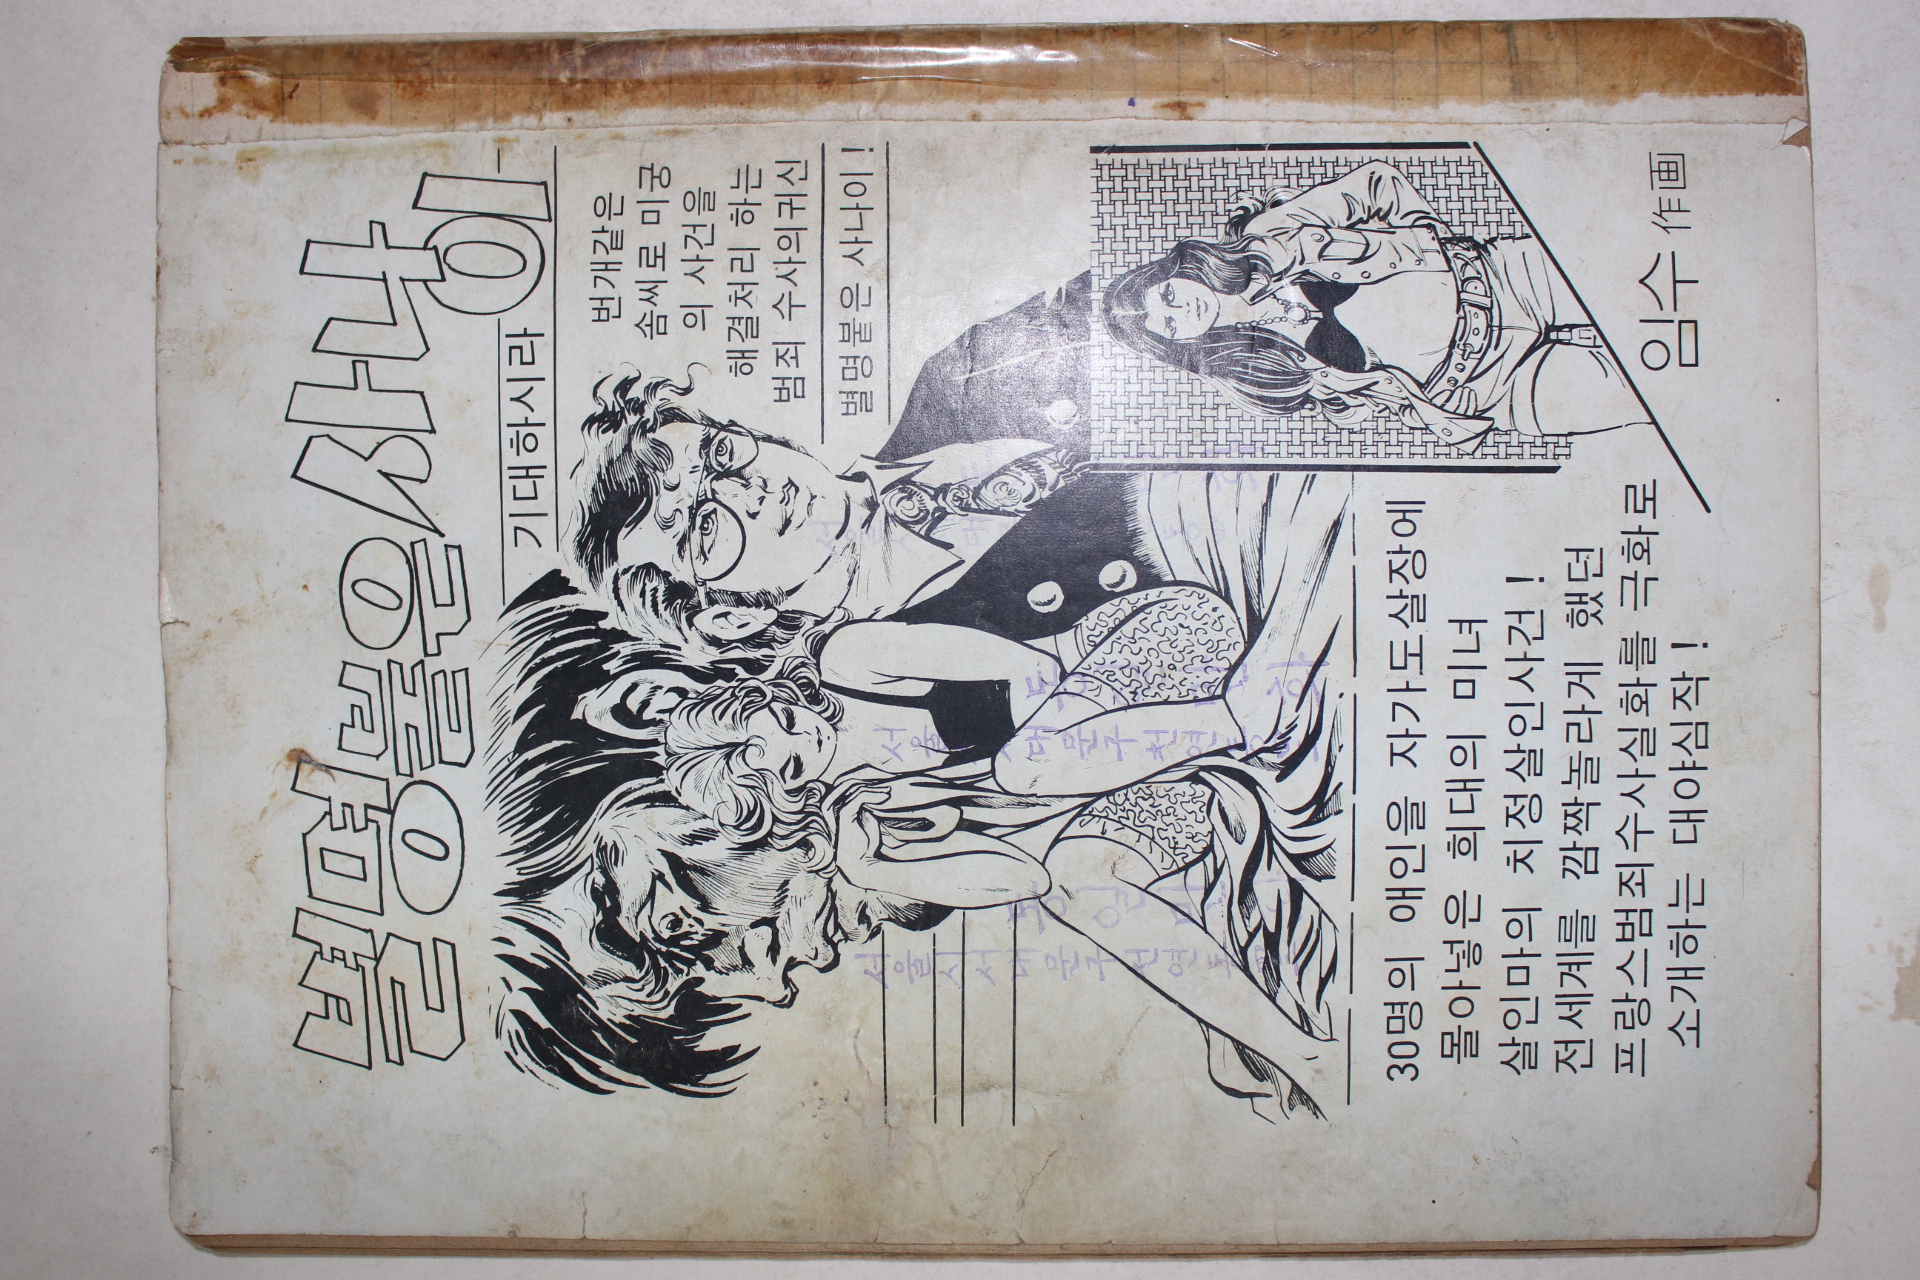 별명붙은사나이
기대하시라
번개같은
솜씨로 미궁
의 사건을
해결처리 하는
범죄 수사의귀신
별명붙은 사나이!
임수 作画
30명의 애인을 자가도살장에
몰아넣은 희대의 미녀
살인마의 치정살인사건!
전세계를 깜짝놀라게 했던
프랑스범죄수사실화를 극화로
소개하는 대야심작!